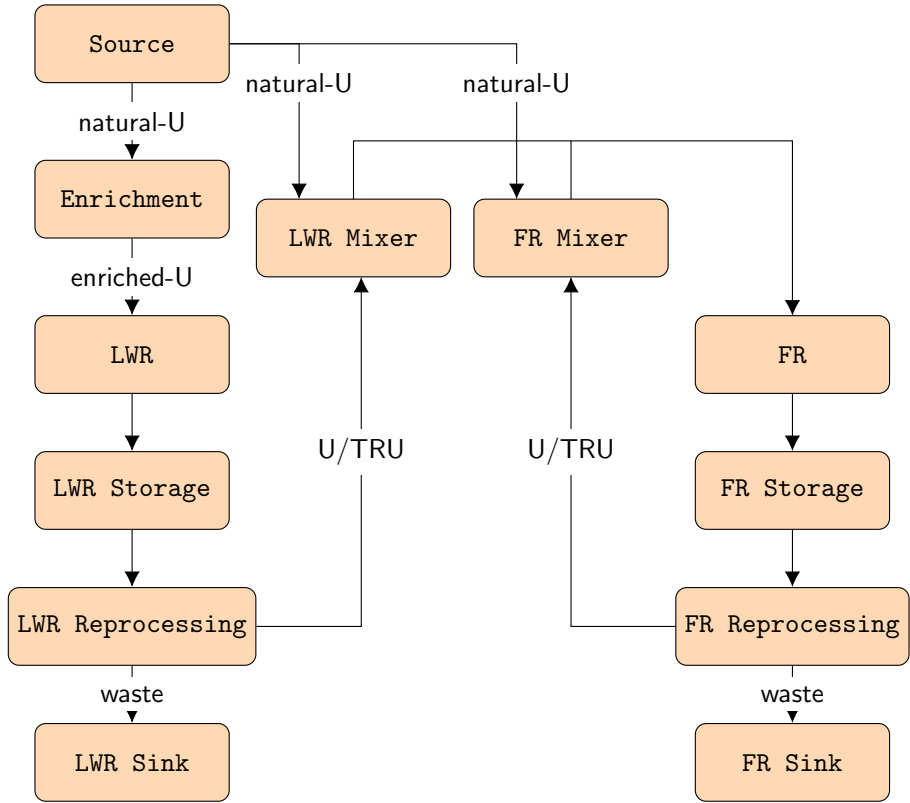 Source
natural-U
natural-U
natural-U
Enrichment
LWR Mixer
FR Mixer
enriched-U
LWR
FR
U/TRU
U/TRU
LWR Storage
FR Storage
LWR Reprocessing
FR Reprocessing
waste
waste
LWR Sink
FR Sink